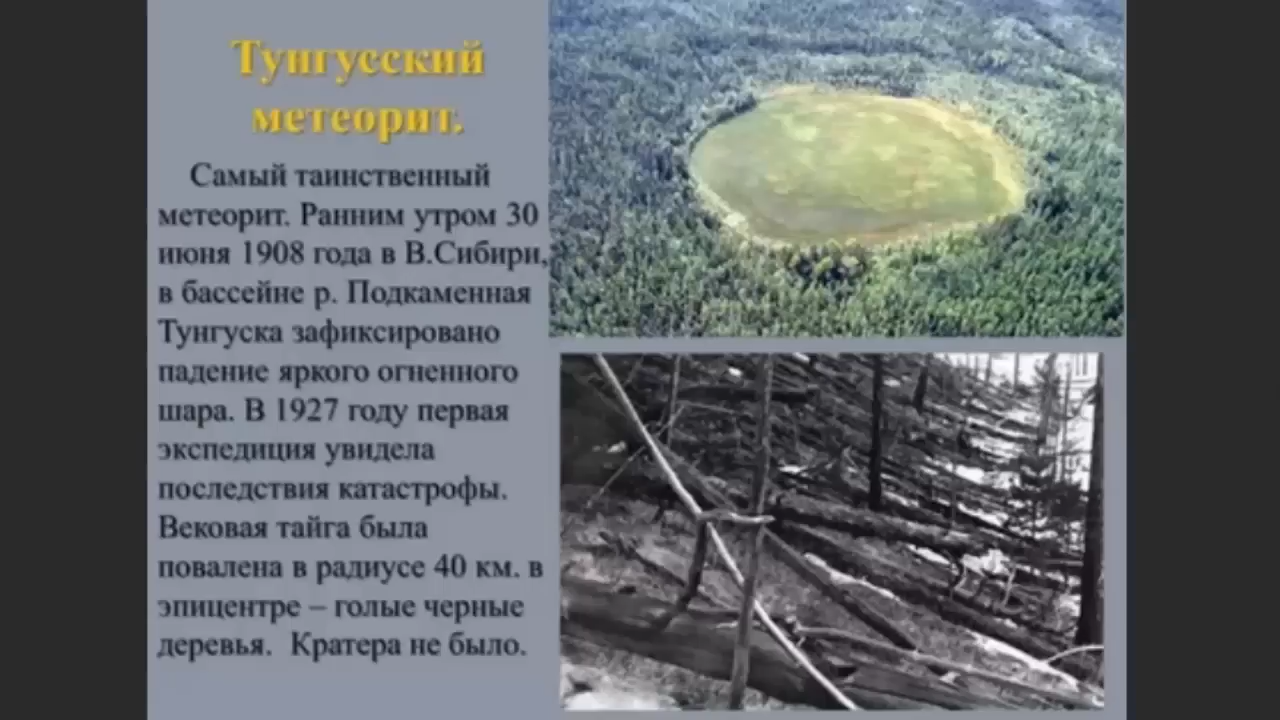 Тунгусский
метеорит.
Самый таинственный
метеорит. Ранним утром 30
июня 1908 года в В.Сибири,
в бассейне р. Подкаменная
Тунгуска зафиксировано
падение яркого огненного
шара. В 1927 году первая
экспедиция увидела
последствия катастрофы.
Вековая тайга была
повалена в радиусе 40 км. в
эпицентре – голые черные
деревья. Кратера не было.